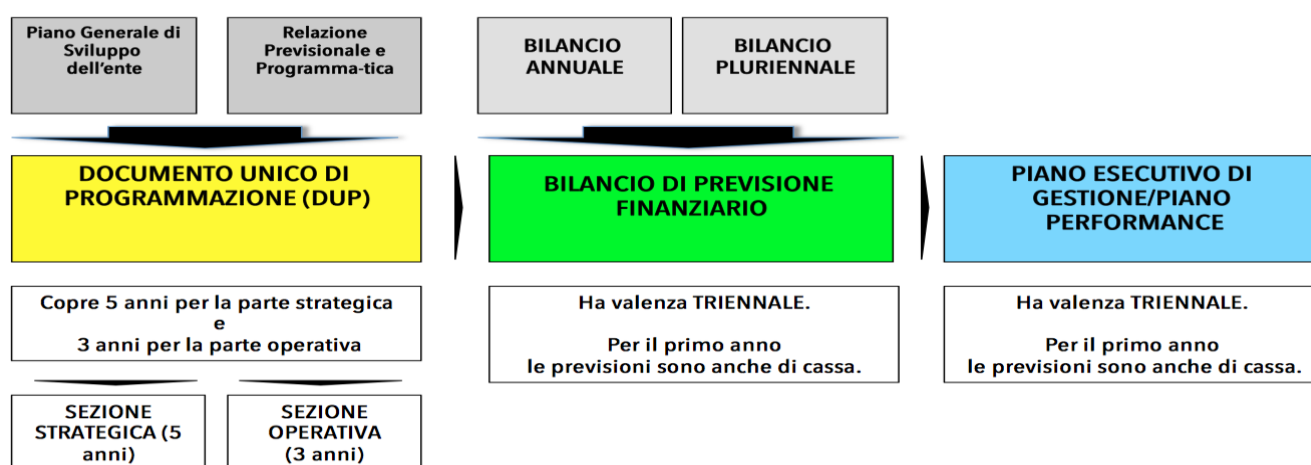 Piano Generale di
Sviluppo
dell'ente
Relazione
Previsionale e
Programma-tica
BILANCIO
ANNUALE
BILANCIO
PLURIENNALE
DOCUMENTO UNICO DI
PROGRAMMAZIONE (DUP)
BILANCIO DI PREVISIONE
FINANZIARIO
PIANO ESECUTIVO DI
GESTIONE/PIANO
PERFORMANCE
Copre 5 anni per la parte strategica
e
3 anni per la parte operativa
Ha valenza TRIENNALE.
Per il primo anno
le previsioni sono anche di cassa.
Ha valenza TRIENNALE.
Per il primo anno
le previsioni sono anche di cassa.
SEZIONE
STRATEGICA (5
anni)
SEZIONE
OPERATIVA
(3 anni)